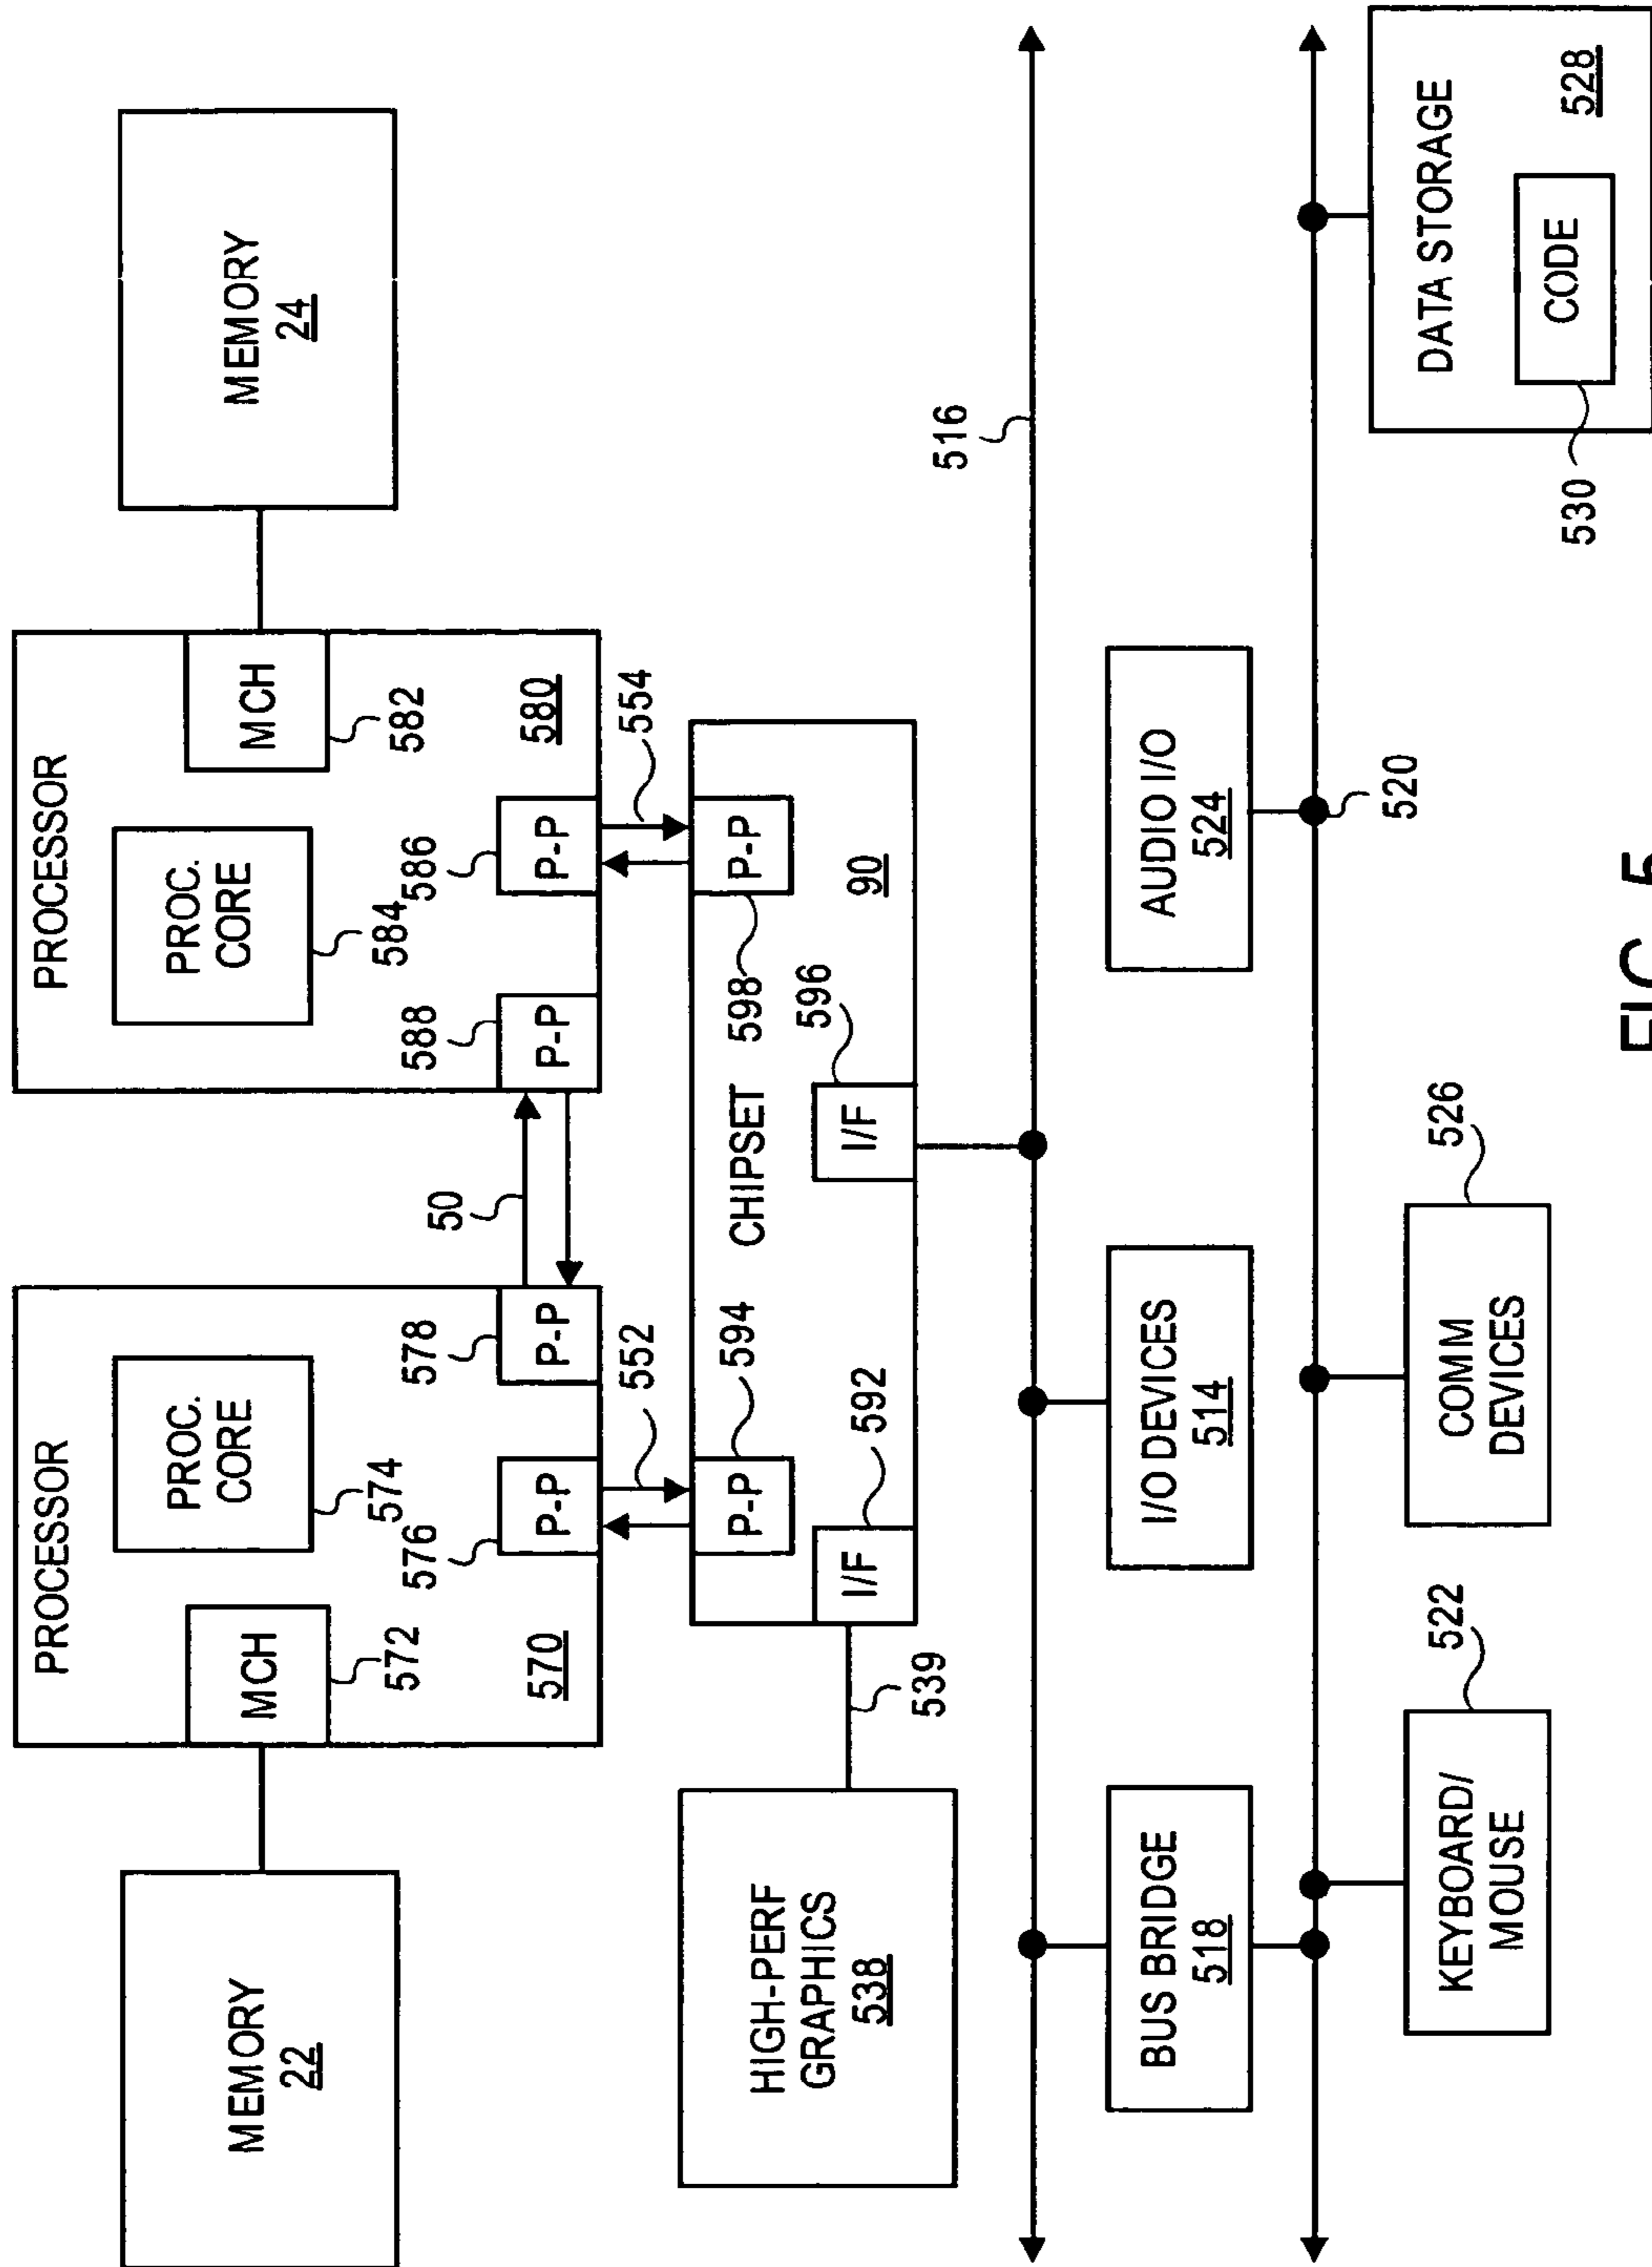 PROCESSOR
PROCESSOR
MEMORY
22
MCH
572
PROC.
CORE
574
576
P-P
578
P-P
570
50
588
P-P
PROC.
CORE
584
586
P-P
MCH
582
580
MEMORY
24
552
554
HIGH-PERF
GRAPHICS
538
539
P-P
594
I/F
592
CHIPSET
I/F
596
P-P
598
90
516
BUS BRIDGE
518
I/O DEVICES
514
AUDIO I/O
524
520
KEYBOARD/
MOUSE
522
COMM
DEVICES
526
DATA STORAGE
528
CODE
530
FIG. 5